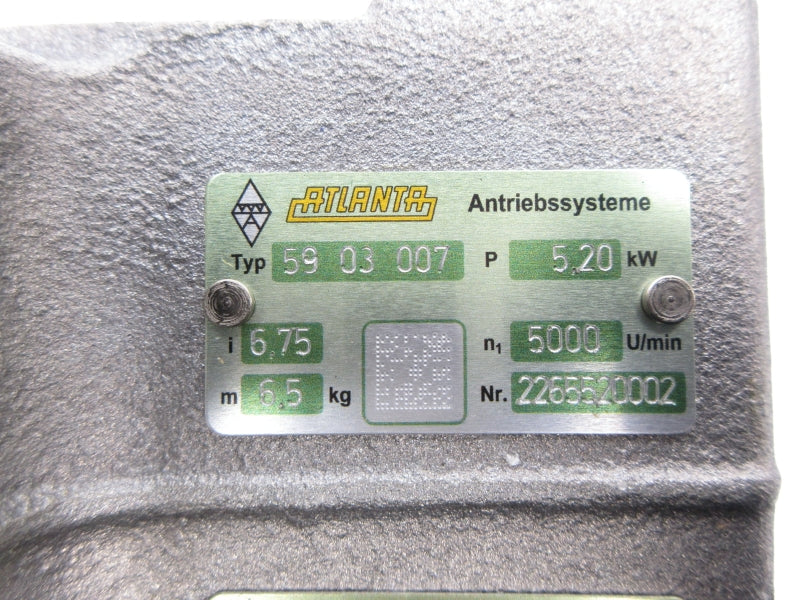 ATLANTA Antriebssysteme
Typ 59 03 007 P 5,20 kW
i 6,75 n₁ 5000 U/min
m 6,5 kg Nr. 2265520002